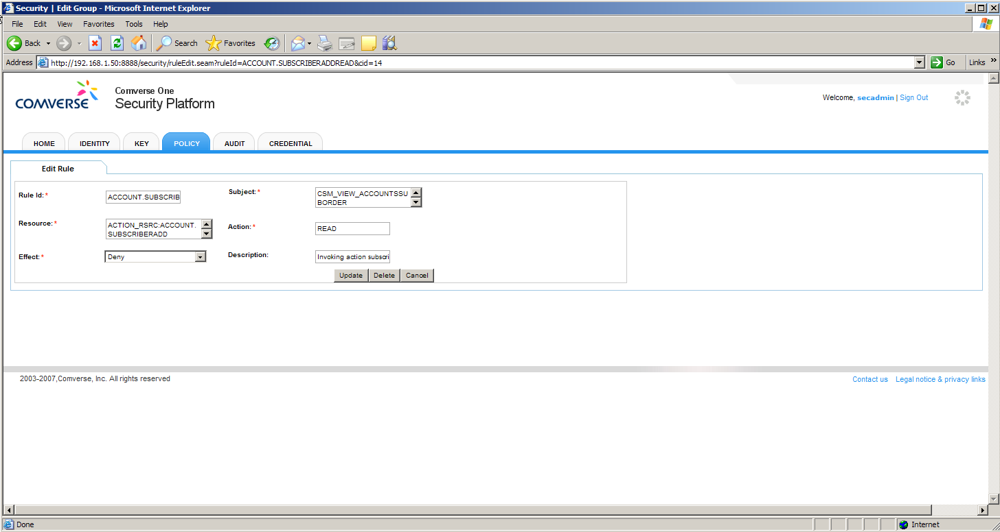 Security | Edit Group - Microsoft Internet Explorer
File Edit View Favorites Tools Help
Back Search Favorites
Address http://192.168.1.50:8888/security/ruleEdit.seam?ruleId=ACCOUNT.SUBSCRIBERADDREAD&cid=14 Go Links »
COMVERSE
Comverse One
Security Platform
Welcome, secadmin | Sign Out
HOME IDENTITY KEY POLICY AUDIT CREDENTIAL
Edit Rule
Rule Id:* ACCOUNT.SUBSCRIB Subject:* CSM_VIEW_ACCOUNTSSU
BORDER
Resource:* ACTION_RSRC:ACCOUNT. Action:* READ
SUBSCRIBERADD
Effect:* Deny Description: Invoking action subscri
Update Delete Cancel
2003-2007,Comverse, Inc. All rights reserved Contact us Legal notice & privacy links
Done Internet